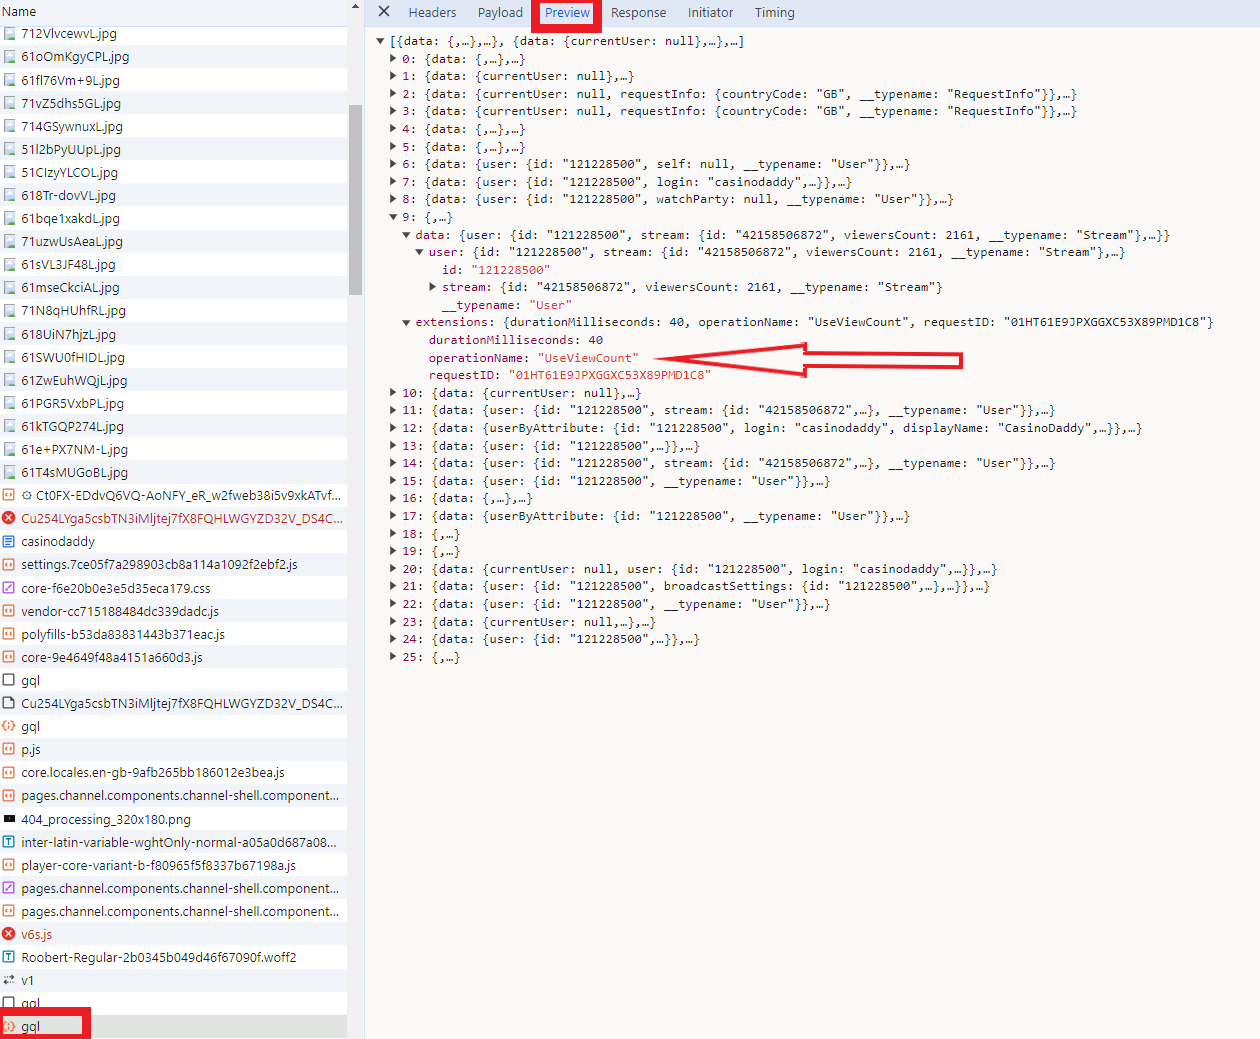 Name
712VlvcewvL.jpg
61oOmKgyCPL.jpg
61fl76Vm+9L.jpg
71vZ5dhs5GL.jpg
714GSywnuxL.jpg
51l2bPyUUpL.jpg
51CIzyYLCOL.jpg
618Tr-dovVL.jpg
61bqe1xakdL.jpg
71uzwUsAeaL.jpg
61sVL3JF48L.jpg
61mseCkciAL.jpg
71N8qHUhfRL.jpg
618UiN7hjzL.jpg
61SWU0fHIDL.jpg
61ZwEuhWQjL.jpg
61PGR5VxbPL.jpg
61kTGQP274L.jpg
61e+PX7NM-L.jpg
61T4sMUGoBL.jpg
Ct0FX-EDdvQ6VQ-AoNFY_eR_w2fweb38i5v9xkATvf...
Cu254LYga5csbTN3iMljtej7fX8FQHLWGYZD32V_DS4C...
casinodaddy
settings.7ce05f7a298903cb8a114a1092f2ebf2.js
core-f6e20b0e3e5d35eca179.css
vendor-cc715188484dc339dadc.js
polyfills-b53da83831443b371eac.js
core-9e4649f48a4151a660d3.js
gql
Cu254LYga5csbTN3iMljtej7fX8FQHLWGYZD32V_DS4C...
gql
p.js
core.locales.en-gb-9afb265bb186012e3bea.js
pages.channel.components.channel-shell.component...
404_processing_320x180.png
inter-latin-variable-wghtOnly-normal-a05a0d687a08...
player-core-variant-b-f80965f5f8337b67198a.js
pages.channel.components.channel-shell.component...
pages.channel.components.channel-shell.component...
v6s.js
Roobert-Regular-2b0345b049d46f67090f.woff2
v1
gql
gql
Headers Payload Preview Response Initiator Timing
[{data: {,…},…}, {data: {currentUser: null},…},…]
0: {data: {,…},…}
1: {data: {currentUser: null},…}
2: {data: {currentUser: null, requestInfo: {countryCode: "GB", __typename: "RequestInfo"}},…}
3: {data: {currentUser: null, requestInfo: {countryCode: "GB", __typename: "RequestInfo"}},…}
4: {data: {,…},…}
5: {data: {,…},…}
6: {data: {user: {id: "121228500", self: null, __typename: "User"}},…}
7: {data: {user: {id: "121228500", login: "casinodaddy",…}},…}
8: {data: {user: {id: "121228500", watchParty: null, __typename: "User"}},…}
9: {,…}
data: {user: {id: "121228500", stream: {id: "42158506872", viewersCount: 2161, __typename: "Stream"},…}}
user: {id: "121228500", stream: {id: "42158506872", viewersCount: 2161, __typename: "Stream"},…}
id: "121228500"
stream: {id: "42158506872", viewersCount: 2161, __typename: "Stream"}
__typename: "User"
extensions: {durationMilliseconds: 40, operationName: "UseViewCount", requestID: "01HT61E9JPXGGXC53X89PMD1C8"}
durationMilliseconds: 40
operationName: "UseViewCount"
requestID: "01HT61E9JPXGGXC53X89PMD1C8"
10: {data: {currentUser: null},…}
11: {data: {user: {id: "121228500", stream: {id: "42158506872",…}, __typename: "User"}},…}
12: {data: {userByAttribute: {id: "121228500", login: "casinodaddy", displayName: "CasinoDaddy",…}},…}
13: {data: {user: {id: "121228500",…}},…}
14: {data: {user: {id: "121228500", stream: {id: "42158506872",…}, __typename: "User"}},…}
15: {data: {user: {id: "121228500", __typename: "User"}},…}
16: {data: {,…},…}
17: {data: {userByAttribute: {id: "121228500", __typename: "User"}},…}
18: {,…}
19: {,…}
20: {data: {currentUser: null, user: {id: "121228500", login: "casinodaddy",…}},…}
21: {data: {user: {id: "121228500", broadcastSettings: {id: "121228500",…},…}},…}
22: {data: {user: {id: "121228500", __typename: "User"}},…}
23: {data: {currentUser: null,…},…}
24: {data: {user: {id: "121228500",…}},…}
25: {,…}